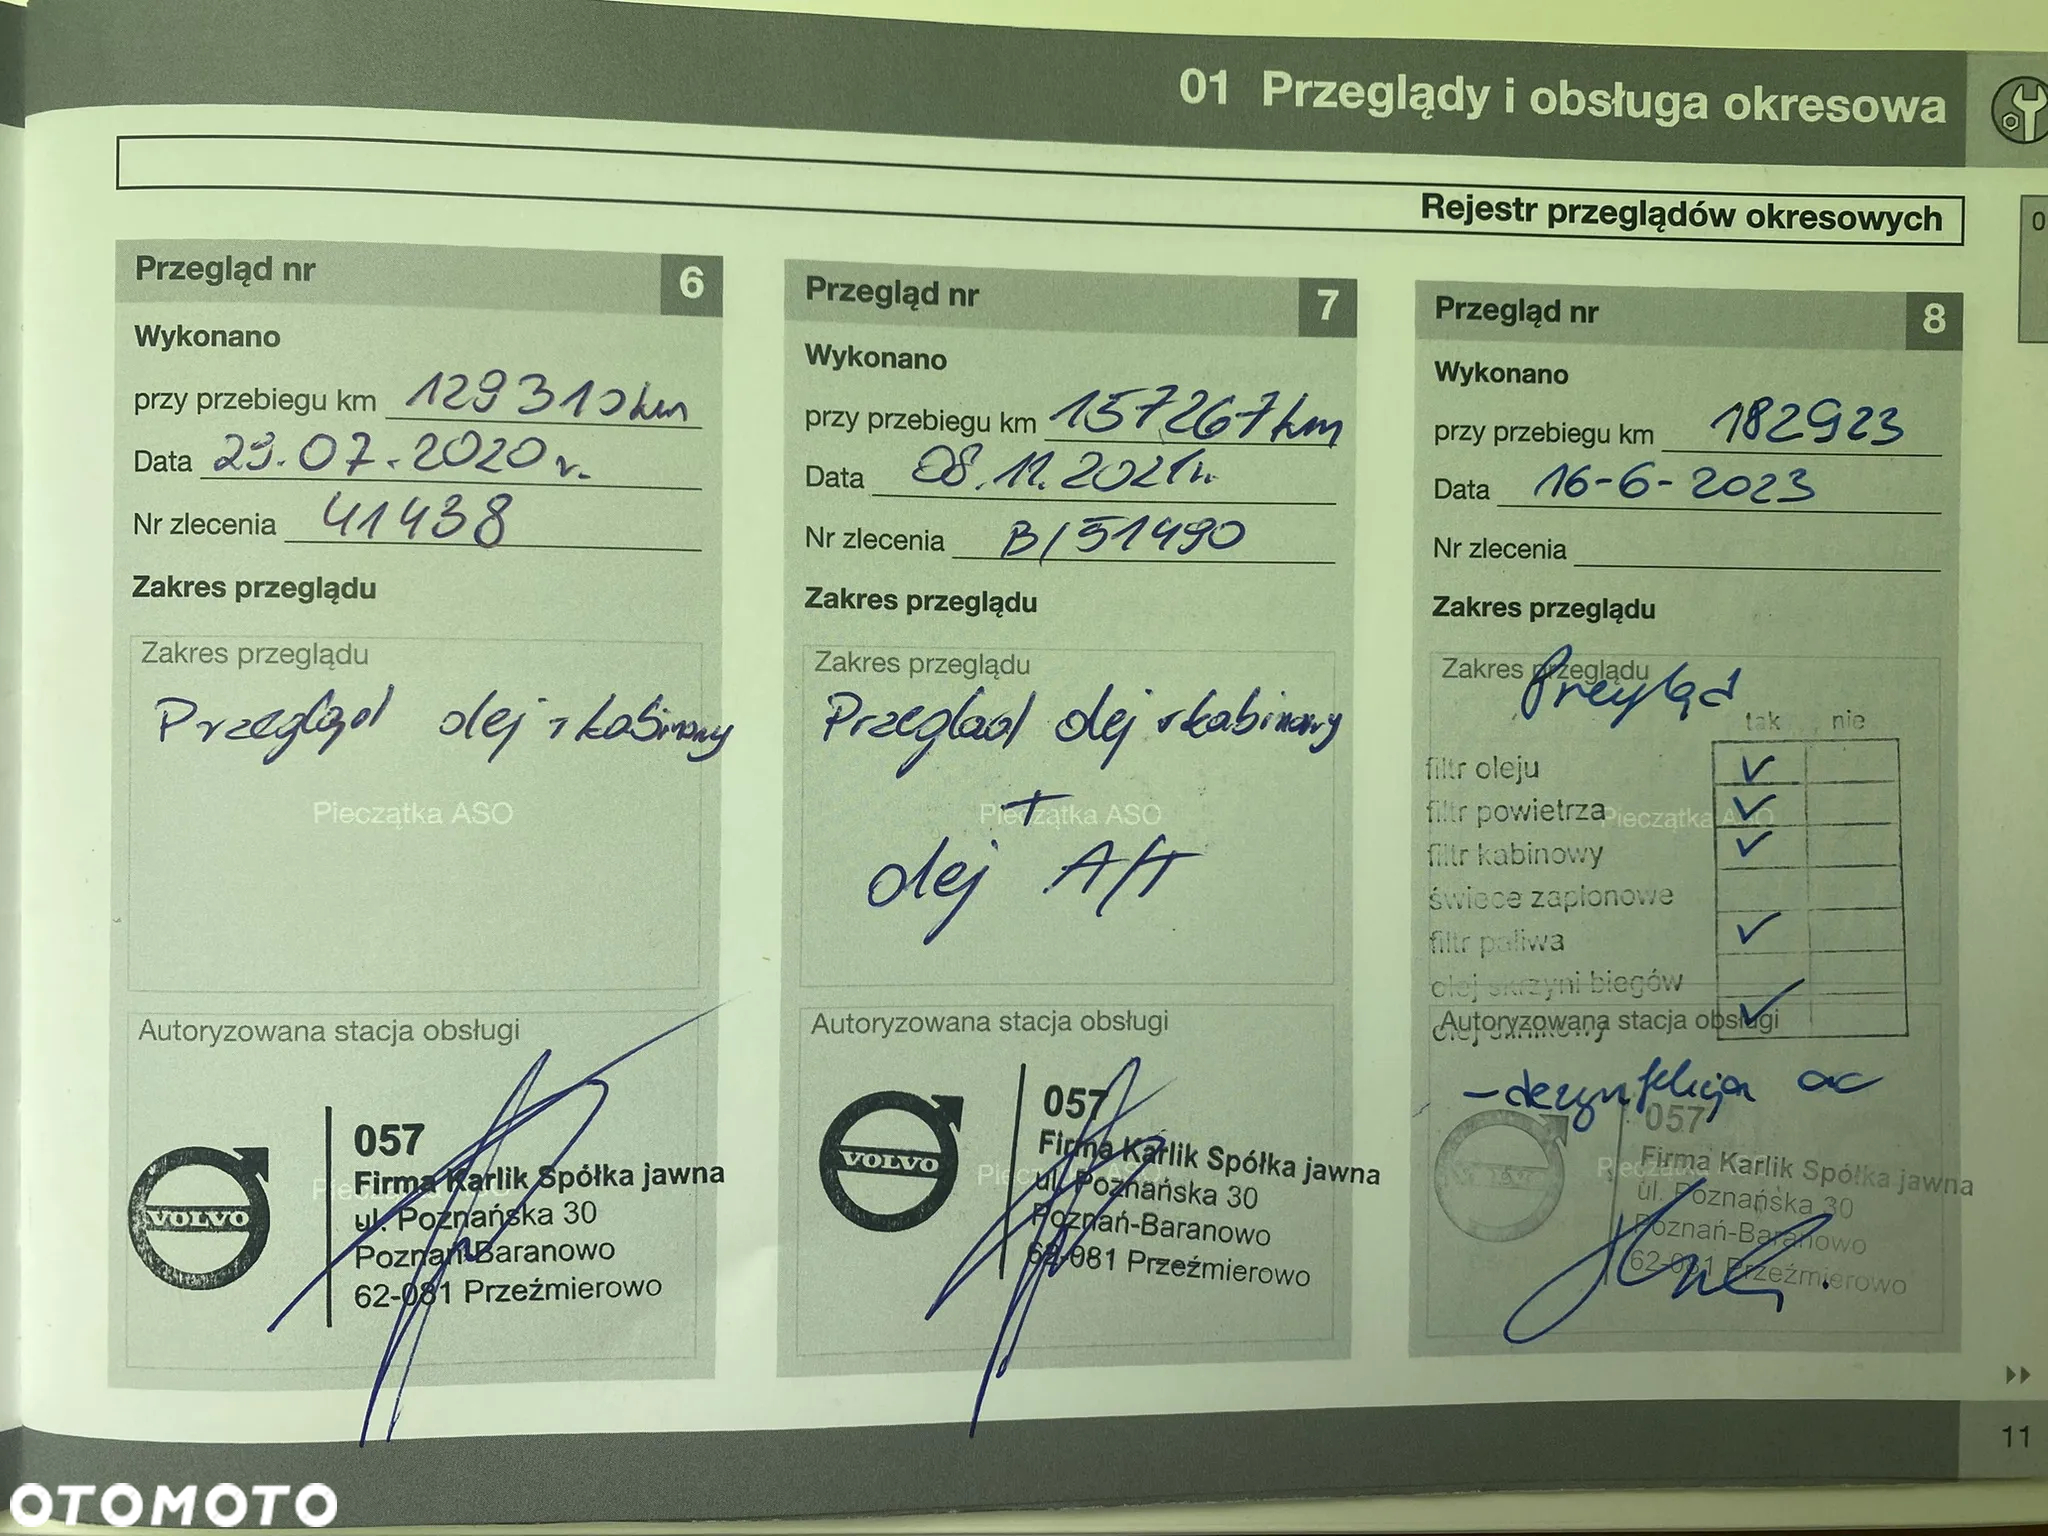 01 Przeglądy i obsługa okresowa
Rejestr przeglądów okresowych
0
Przegląd nr 6
Wykonano
przy przebiegu km 129310 km
Data 29.07.2020 r.
Nr zlecenia 41438
Zakres przeglądu
Zakres przeglądu
Przegląd olej + kabinowy
Pieczątka ASO
Autoryzowana stacja obsługi
VOLVO
057
Firma Karlik Spółka jawna
ul. Poznańska 30
Poznań-Baranowo
62-081 Przeźmierowo
Przegląd nr 7
Wykonano
przy przebiegu km 157267 km
Data 08.11.2021 r.
Nr zlecenia B/51490
Zakres przeglądu
Zakres przeglądu
Przegląd olej + kabinowy
Pieczątka ASO
+
olej A/T
Autoryzowana stacja obsługi
VOLVO
057
Firma Karlik Spółka jawna
Pieczątka ASO
ul. Poznańska 30
Poznań-Baranowo
62-081 Przeźmierowo
Przegląd nr 8
Wykonano
przy przebiegu km 182923
Data 16-6-2023
Nr zlecenia
Zakres przeglądu
Zakres przeglądu
Przegląd
tak nie
filtr oleju
filtr powietrza
Pieczątka ASO
filtr kabinowy
świece zapłonowe
filtr paliwa
olej skrzyni biegów
Autoryzowana stacja obsługi
- dezynfekcja ac
057
Firma Karlik Spółka jawna
ul. Poznańska 30
Poznań-Baranowo
62-081 Przeźmierowo
11
OTOMOTO